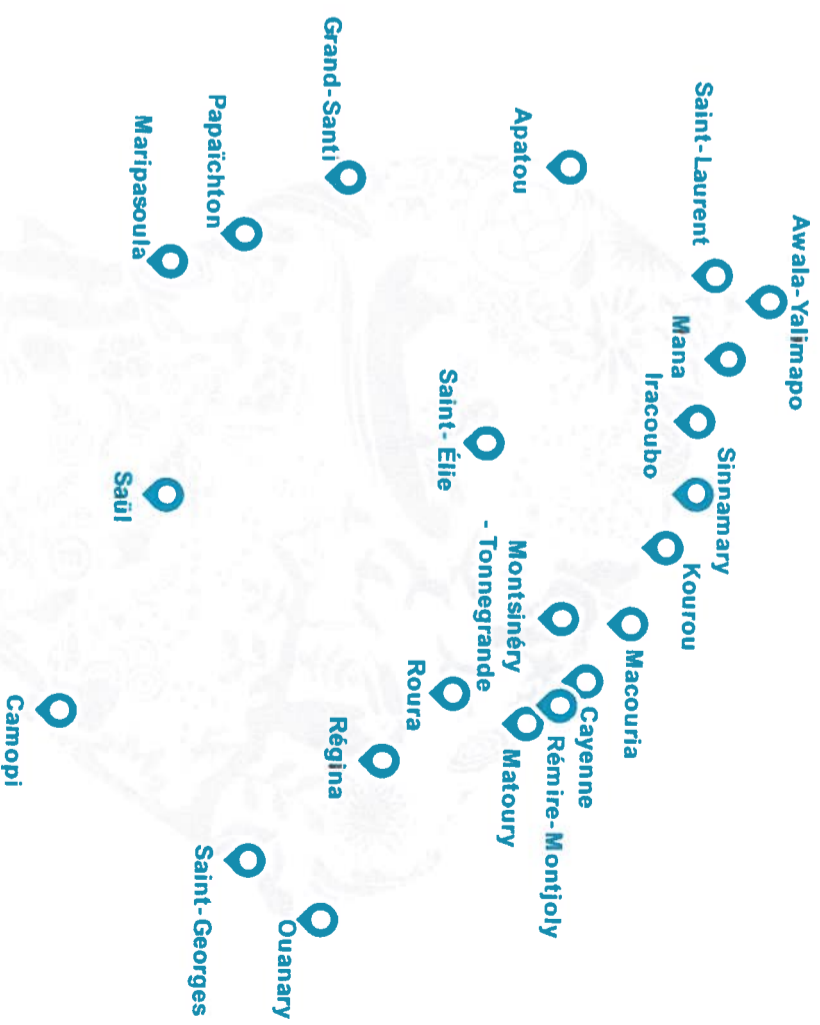 Awala-Yalimapo
Saint-Laurent
Mana
Iracoubo
Sinnamary
Kourou
Macouria
Apatou
Montsinéry
- Tonnegrande
Cayenne
Rémire-Montjoly
Matoury
Saint- Élie
Roura
Grand-Santi
Régina
Ouanary
Papaïchton
Saint-Georges
Maripasoula
Saül
Camopi